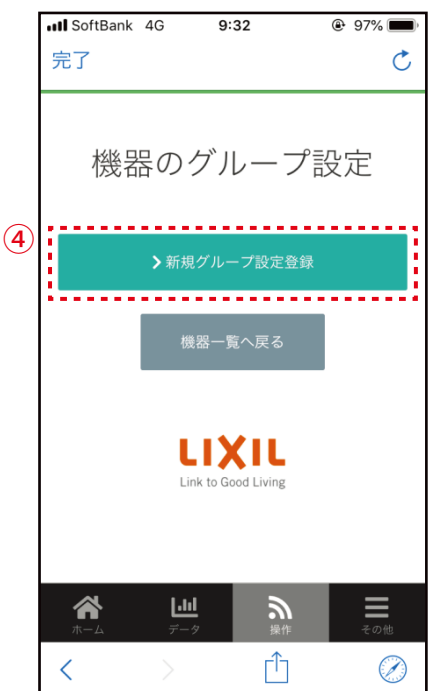 SoftBank 4G 9:32 97%
完了
機器のグループ設定
④
新規グループ設定登録
機器一覧へ戻る
LIXIL
Link to Good Living
ホーム データ 操作 その他